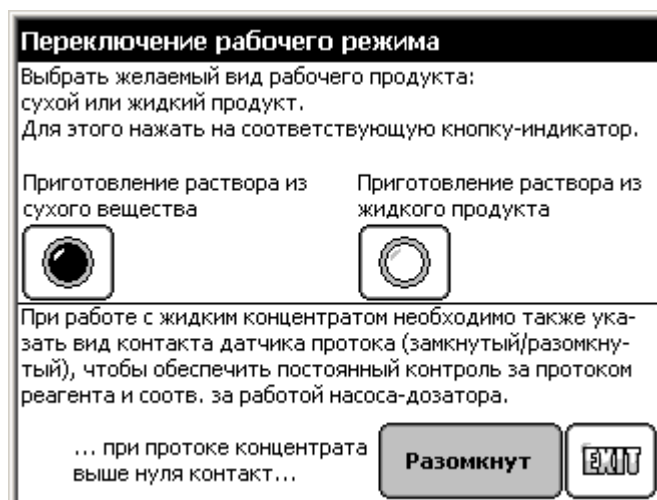 Переключение рабочего режима
Выбрать желаемый вид рабочего продукта:
сухой или жидкий продукт.
Для этого нажать на соответствующую кнопку-индикатор.
Приготовление раствора из
сухого вещества
Приготовление раствора из
жидкого продукта
При работе с жидким концентратом необходимо также ука-
зать вид контакта датчика протока (замкнутый/разомкну-
тый), чтобы обеспечить постоянный контроль за протоком
реагента и соотв. за работой насоса-дозатора.
... при протоке концентрата
выше нуля контакт...
Разомкнут
EXIT